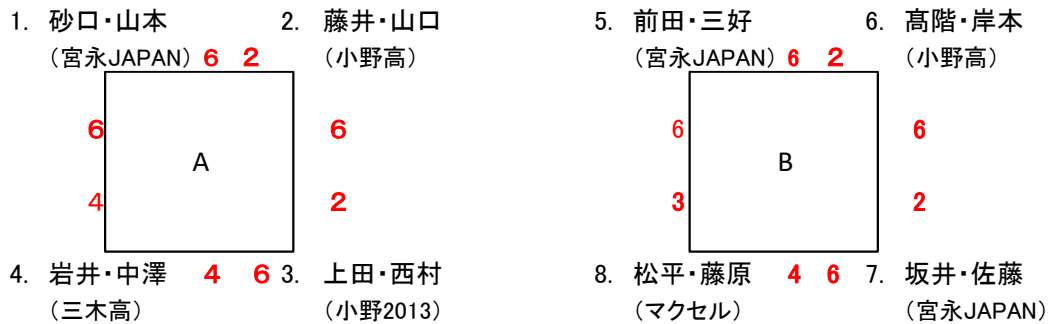 1. 砂口・山本 2. 藤井・山口 5. 前田・三好 6. 髙階・岸本
(宮永JAPAN) 6 2 (小野高) (宮永JAPAN) 6 2 (小野高)
6 6 6 6
A B
4 2 3 2
4. 岩井・中澤 4 6 3. 上田・西村 8. 松平・藤原 4 6 7. 坂井・佐藤
(三木高) (小野2013) (マクセル) (宮永JAPAN)